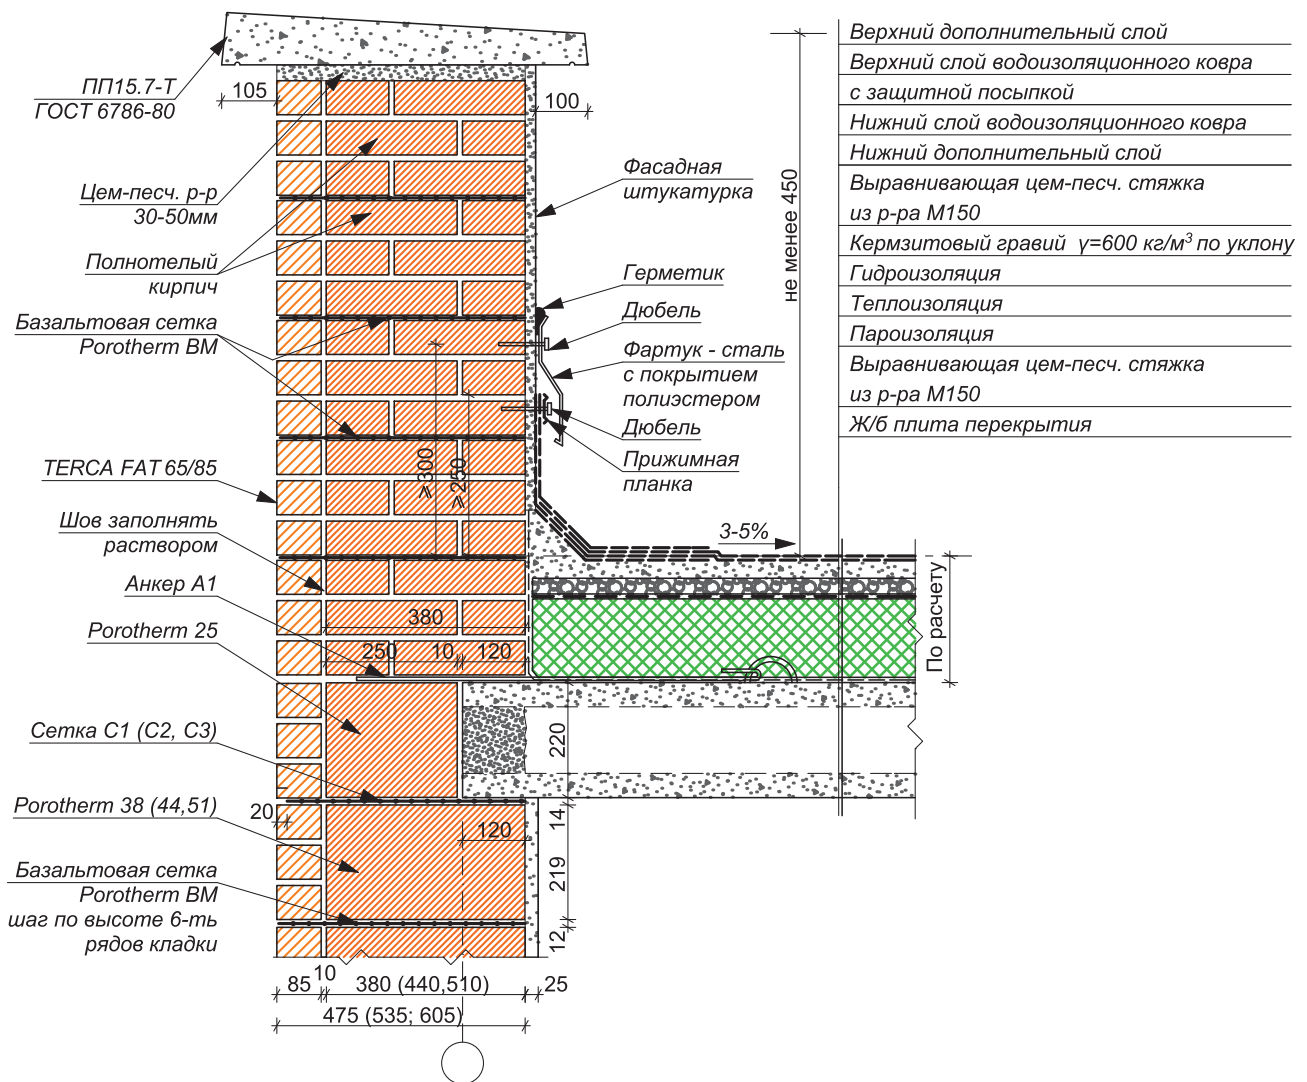 ПП15.7-Т
ГОСТ 6786-80
Цем-песч. р-р
30-50мм
Полнотелый
кирпич
Базальтовая сетка
Porotherm BM
TERCA FAT 65/85
Шов заполнять
раствором
Анкер А1
Porotherm 25
Сетка С1 (С2, С3)
Porotherm 38 (44,51)
Базальтовая сетка
Porotherm BM
шаг по высоте 6-ть
рядов кладки
105
100
Фасадная
штукатурка
Герметик
Дюбель
Фартук - сталь
с покрытием
полиэстером
Дюбель
Прижимная
планка
≥300
≥250
3-5%
не менее 450
По расчету
380
250
10
120
220
14
219
12
20
120
85
10
380 (440,510)
25
475 (535; 605)
Верхний дополнительный слой
Верхний слой водоизоляционного ковра
с защитной посыпкой
Нижний слой водоизоляционного ковра
Нижний дополнительный слой
Выравнивающая цем-песч. стяжка
из р-ра М150
Кермзитовый гравий γ=600 кг/м³ по уклону
Гидроизоляция
Теплоизоляция
Пароизоляция
Выравнивающая цем-песч. стяжка
из р-ра М150
Ж/б плита перекрытия